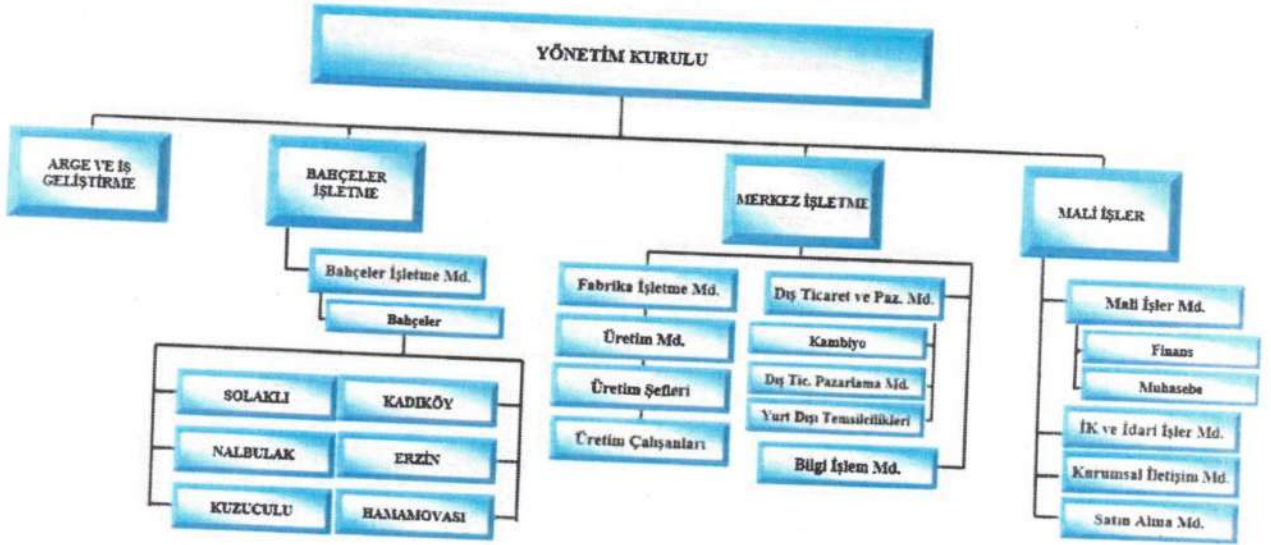 YÖNETİM KURULU
ARGE VE İŞ
GELİŞTİRME
BAHÇELER
İŞLETME
MERKEZ İŞLETME
MALİ İŞLER
Bahçeler İşletme Md.
Bahçeler
SOLAKLI
KADIKÖY
NALBULAK
ERZİN
KUZUCULU
HAMAMOVASI
Fabrika İşletme Md.
Üretim Md.
Üretim Şefleri
Üretim Çalışanları
Dış Ticaret ve Paz. Md.
Kambiyo
Dış Tic. Pazarlama Md.
Yurt Dışı Temsilcilikleri
Bilgi İşlem Md.
Mali İşler Md.
Finans
Muhasebe
İK ve İdari İşler Md.
Kurumsal İletişim Md.
Satın Alma Md.